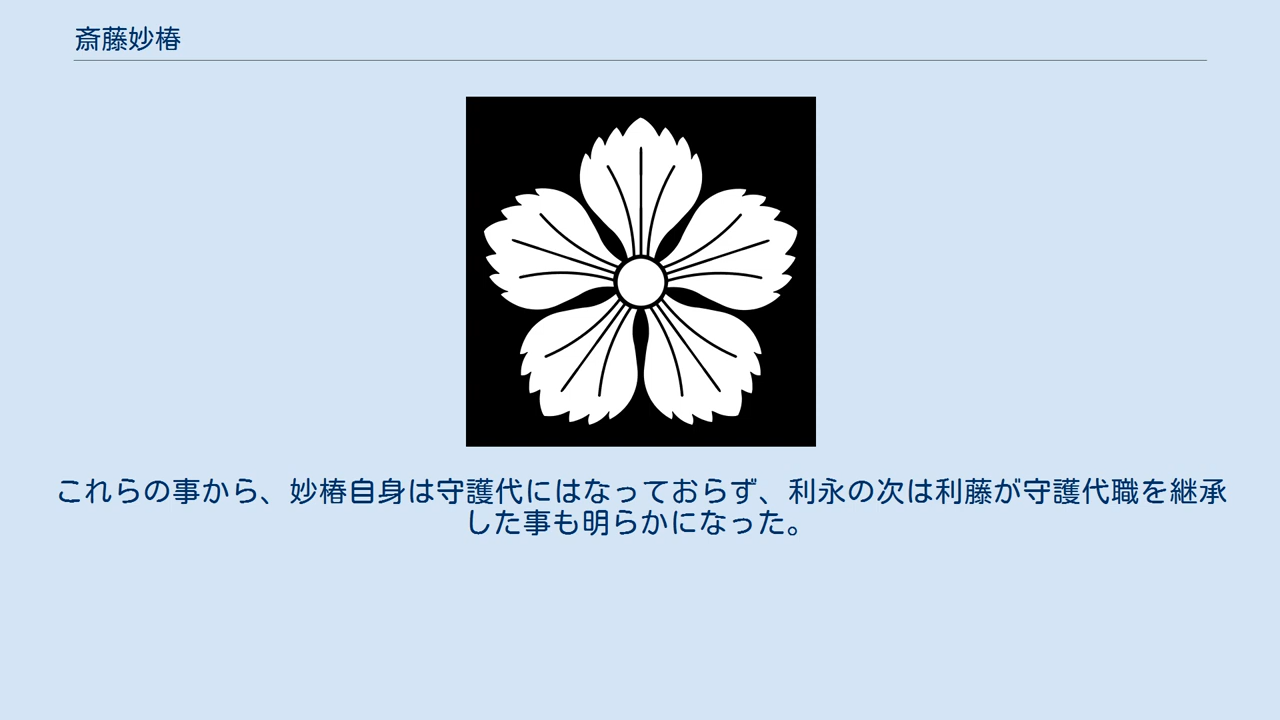 斎藤妙椿
これらの事から、妙椿自身は守護代にはなっておらず、利永の次は利藤が守護代職を継承
した事も明らかになった。